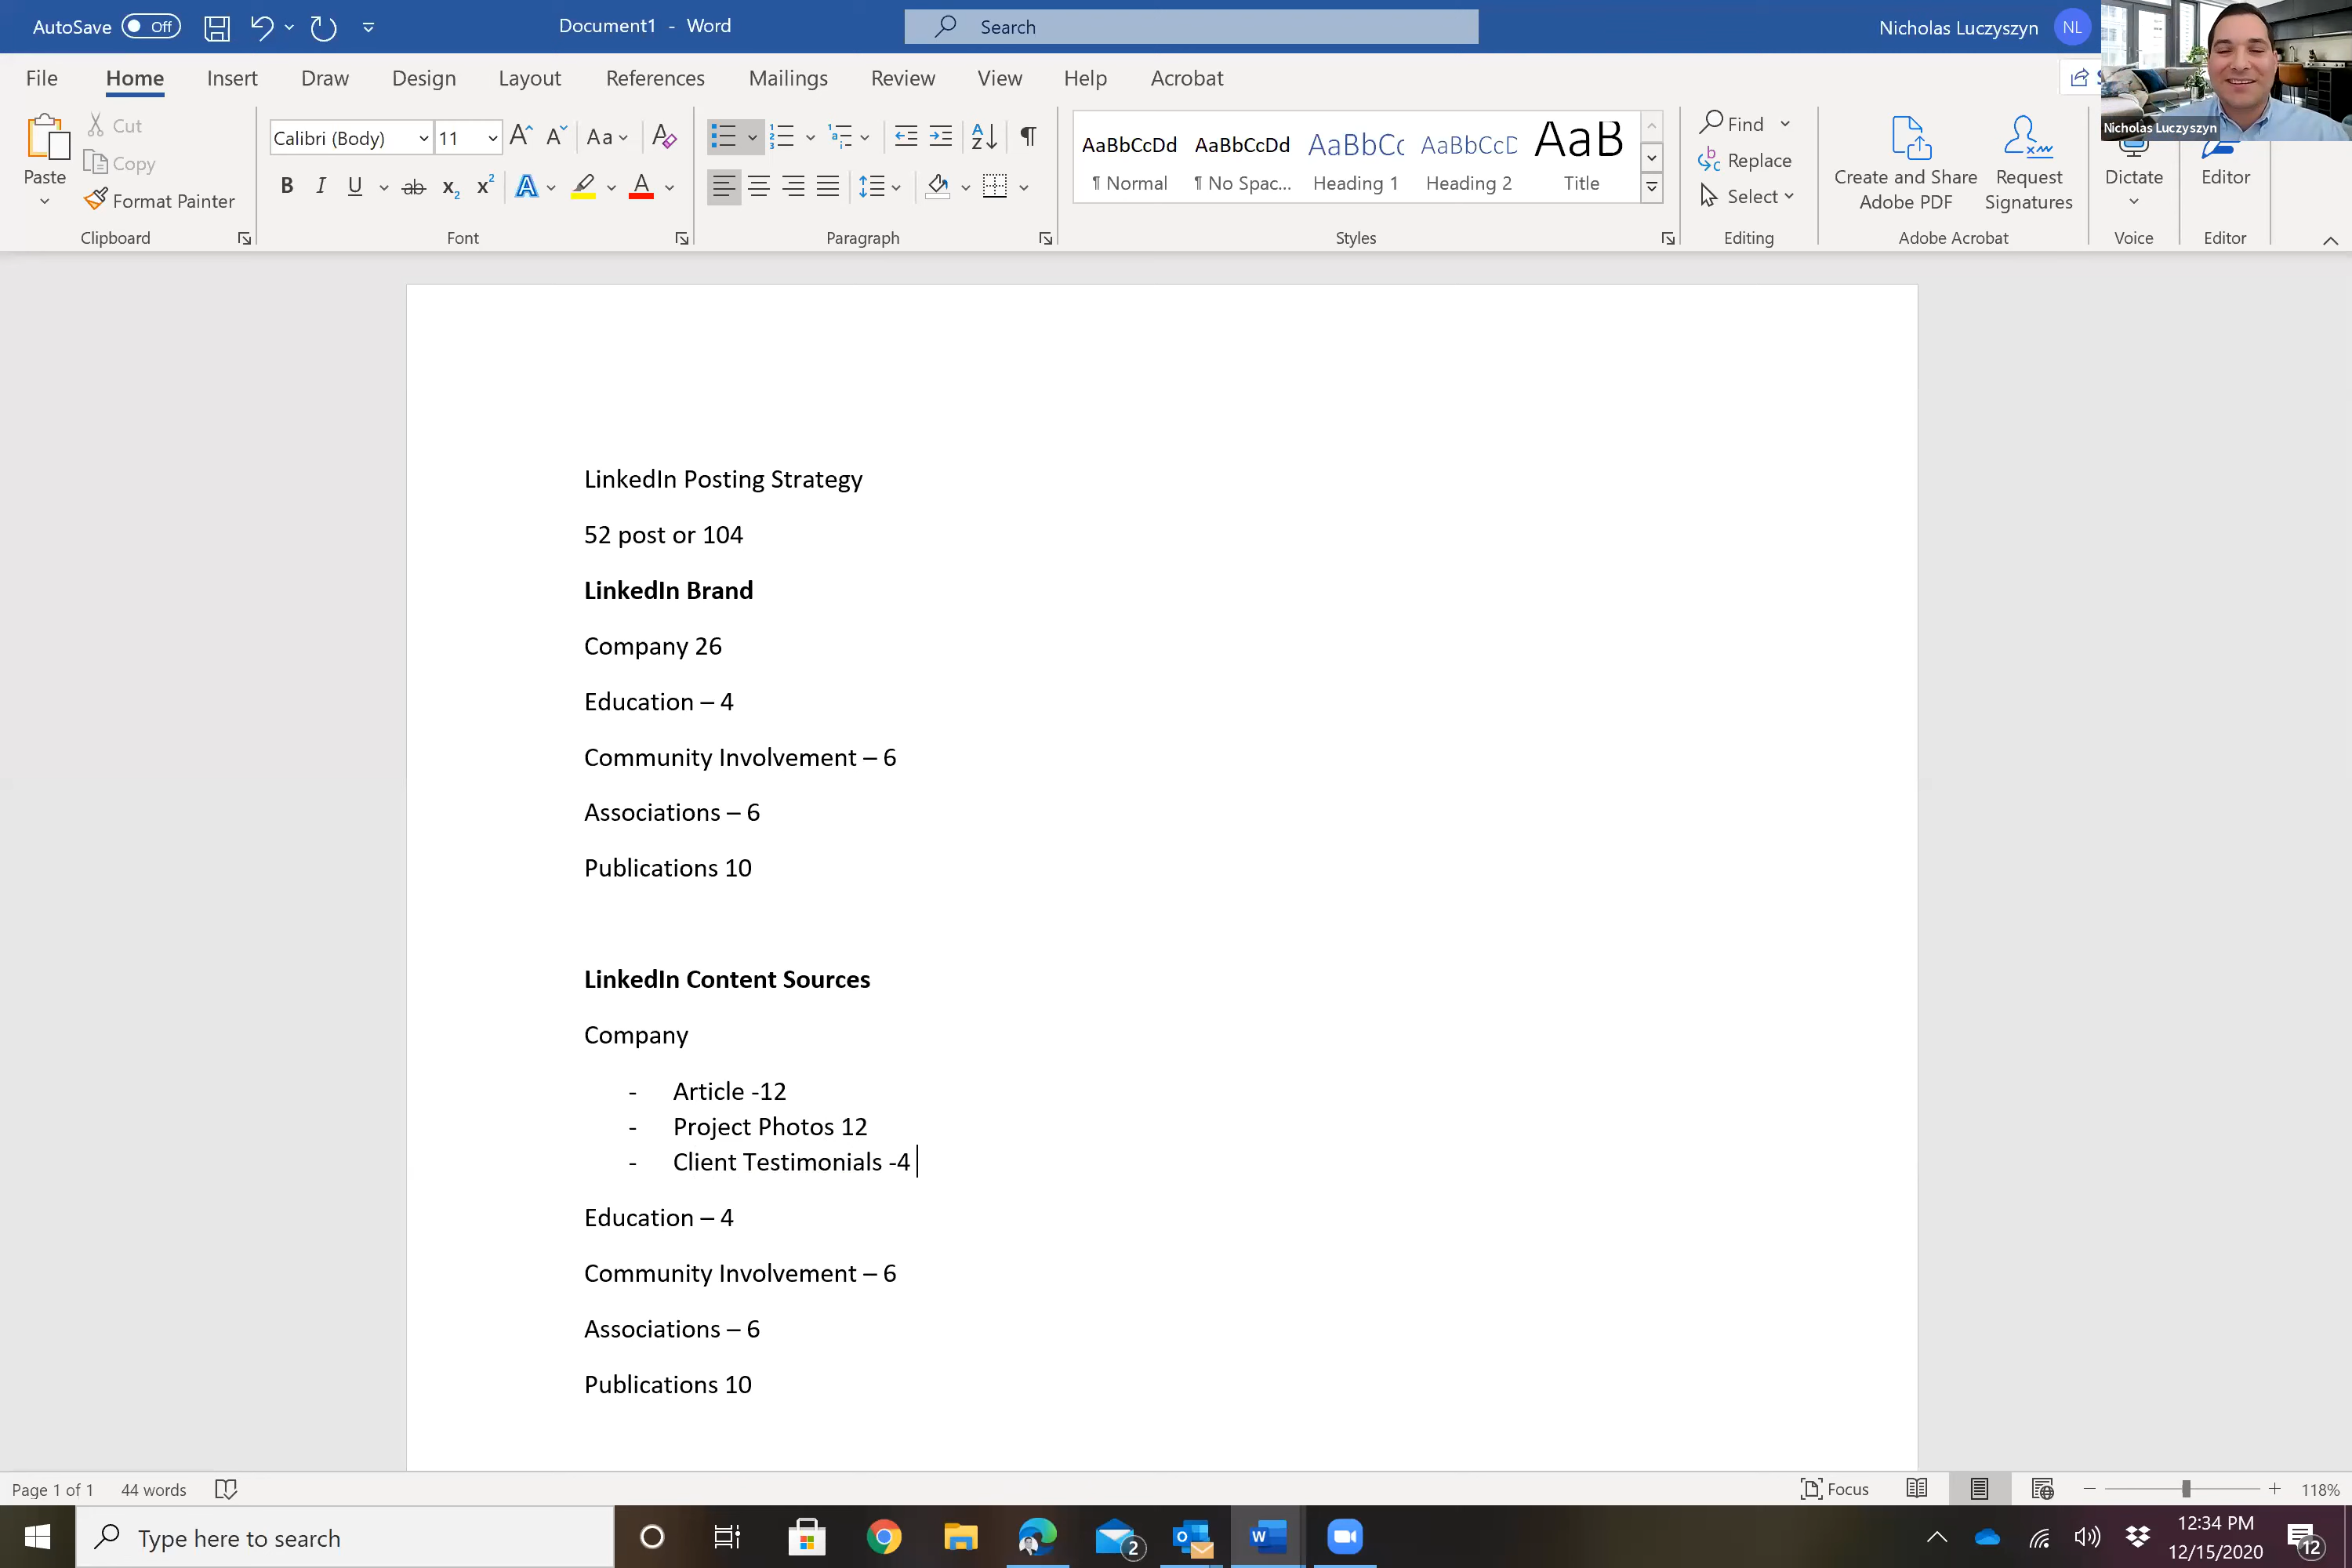 AutoSave Off Document1 - Word Search Nicholas Luczyszyn NL
File Home Insert Draw Design Layout References Mailings Review View Help Acrobat
Nicholas Luczyszyn
Paste Cut Copy Format Painter
Clipboard
Calibri (Body) 11
Font
Paragraph
AaBbCcDd AaBbCcDd AaBbCc AaBbCcD AaB
¶ Normal ¶ No Spac... Heading 1 Heading 2 Title
Styles
Find
Replace
Select
Editing
Create and Share Adobe PDF
Request Signatures
Adobe Acrobat
Dictate
Voice
Editor
Editor
LinkedIn Posting Strategy
52 post or 104
LinkedIn Brand
Company 26
Education – 4
Community Involvement – 6
Associations – 6
Publications 10
LinkedIn Content Sources
Company
- Article -12
- Project Photos 12
- Client Testimonials -4
Education – 4
Community Involvement – 6
Associations – 6
Publications 10
Page 1 of 1 44 words Focus 118%
Type here to search 2 12:34 PM
12/15/2020 12